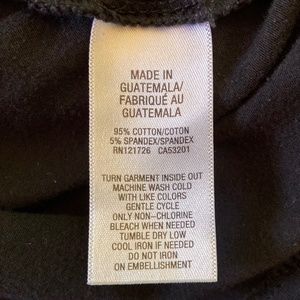 MADE IN
GUATEMALA/
FABRIQUÉ AU
GUATEMALA
95% COTTON/COTON
5% SPANDEX/SPANDEX
RN121726 CA53201
TURN GARMENT INSIDE OUT
MACHINE WASH COLD
WITH LIKE COLORS
GENTLE CYCLE
ONLY NON-CHLORINE
BLEACH WHEN NEEDED
TUMBLE DRY LOW
COOL IRON IF NEEDED
DO NOT IRON
ON EMBELLISHMENT